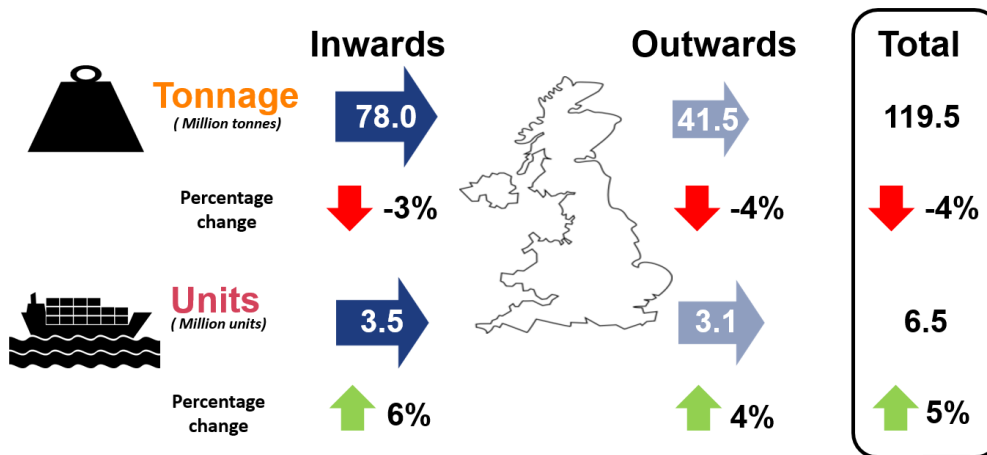 Inwards Outwards Total
Tonnage
( Million tonnes)
78.0 41.5 119.5
Percentage
change
-3% -4% -4%
Units
( Million units)
3.5 3.1 6.5
Percentage
change
6% 4% 5%